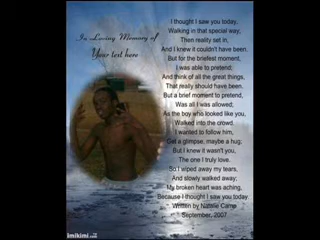 In Loving Memory of
Your text here
I thought I saw you today,
Walking in that special way,
Then reality set in,
And I knew it couldn't have been.
But for the briefest moment,
I was able to pretend;
And think of all the great things,
That really should have been.
But a brief moment to pretend,
Was all I was allowed;
As the boy who looked like you,
Walked into the crowd.
I wanted to follow him,
Get a glimpse, maybe a hug.
But I knew it wasn't you,
The one I truly love.
So I wiped away my tears,
And slowly walked away;
My broken heart was aching,
Because I thought I saw you today.
Written by Natalie
September, 2007
Imikimi